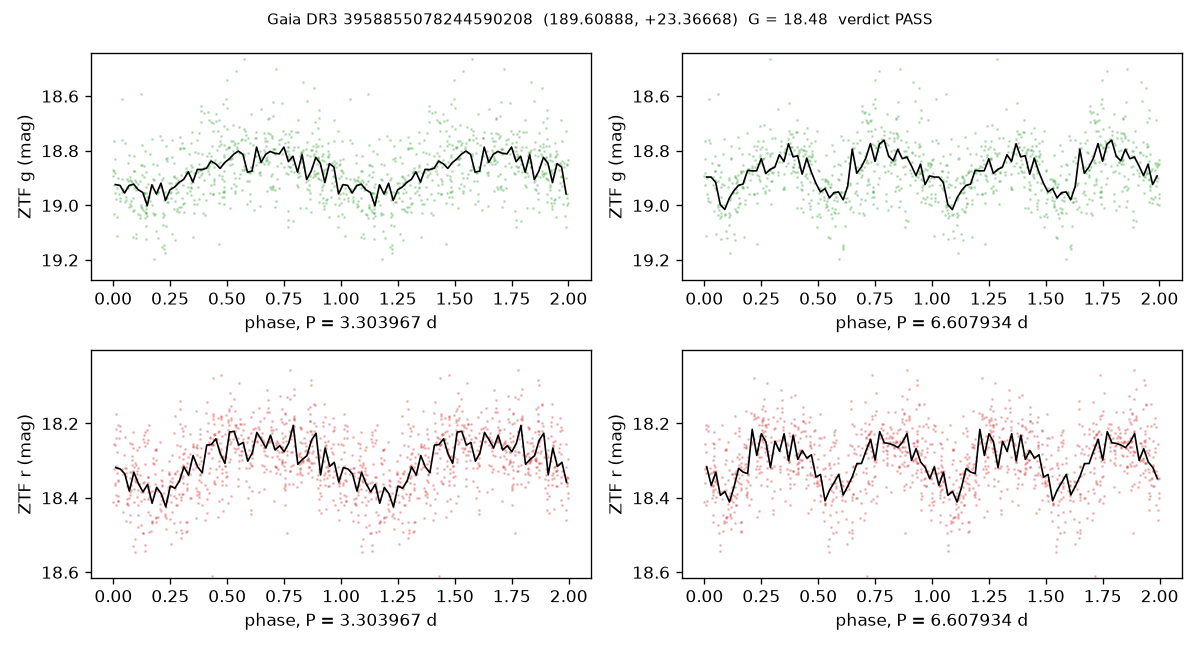 Gaia DR3 3958855078244590208 (189.60888, +23.36668) G = 18.48 verdict PASS
ZTF g (mag)
18.6
18.8
19.0
19.2
0.00 0.25 0.50 0.75 1.00 1.25 1.50 1.75 2.00
phase, P = 3.303967 d
ZTF g (mag)
18.6
18.8
19.0
19.2
0.00 0.25 0.50 0.75 1.00 1.25 1.50 1.75 2.00
phase, P = 6.607934 d
ZTF r (mag)
18.2
18.4
18.6
0.00 0.25 0.50 0.75 1.00 1.25 1.50 1.75 2.00
phase, P = 3.303967 d
ZTF r (mag)
18.2
18.4
18.6
0.00 0.25 0.50 0.75 1.00 1.25 1.50 1.75 2.00
phase, P = 6.607934 d